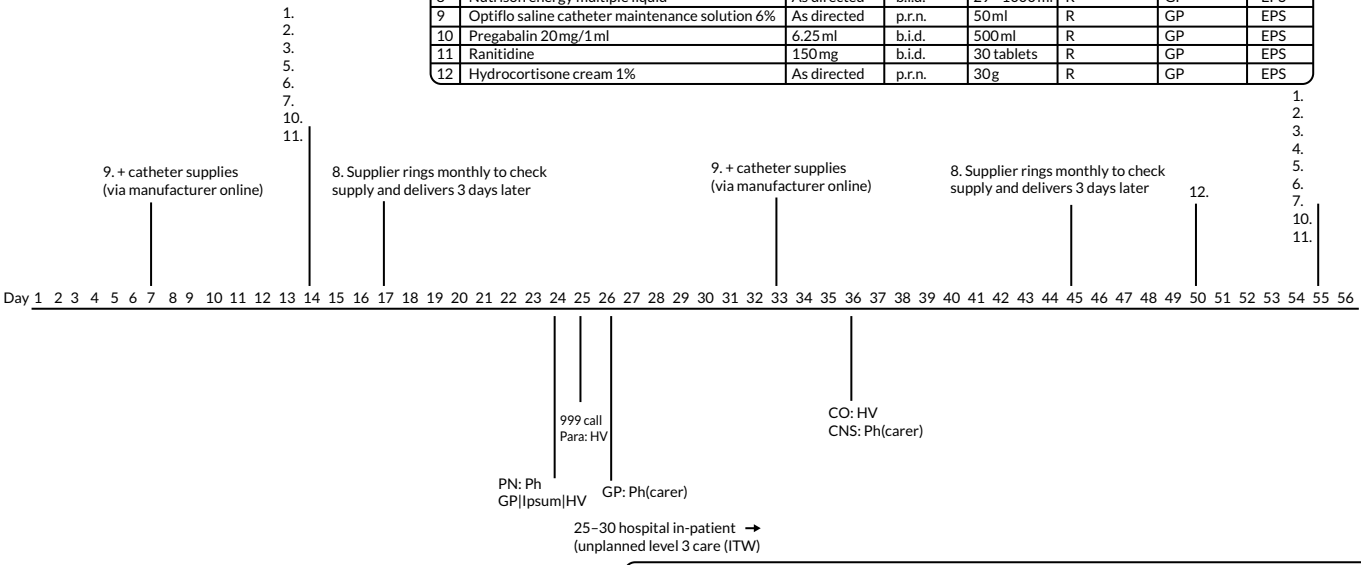 8 Nutrison energy multiple liquid As directed b.i.d. GP EPS
9 Optiflo saline catheter maintenance solution 6% As directed p.r.n. 50 ml R GP EPS
10 Pregabalin 20 mg/1 ml 6.25 ml b.i.d. 500 ml R GP EPS
11 Ranitidine 150 mg b.i.d. 30 tablets R GP EPS
12 Hydrocortisone cream 1% As directed p.r.n. 30 g R GP EPS
1.
2.
3.
5.
6.
7.
10.
11.
9. + catheter supplies
(via manufacturer online)
8. Supplier rings monthly to check
supply and delivers 3 days later
9. + catheter supplies
(via manufacturer online)
8. Supplier rings monthly to check
supply and delivers 3 days later
12.
1.
2.
3.
4.
5.
6.
7.
10.
11.
Day 1 2 3 4 5 6 7 8 9 10 11 12 13 14 15 16 17 18 19 20 21 22 23 24 25 26 27 28 29 30 31 32 33 34 35 36 37 38 39 40 41 42 43 44 45 46 47 48 49 50 51 52 53 54 55 56
999 call
Para: HV
CO: HV
CNS: Ph(carer)
PN: Ph
GP|Ipsum|HV
GP: Ph(carer)
25–30 hospital in-patient →
(unplanned level 3 care (ITW)